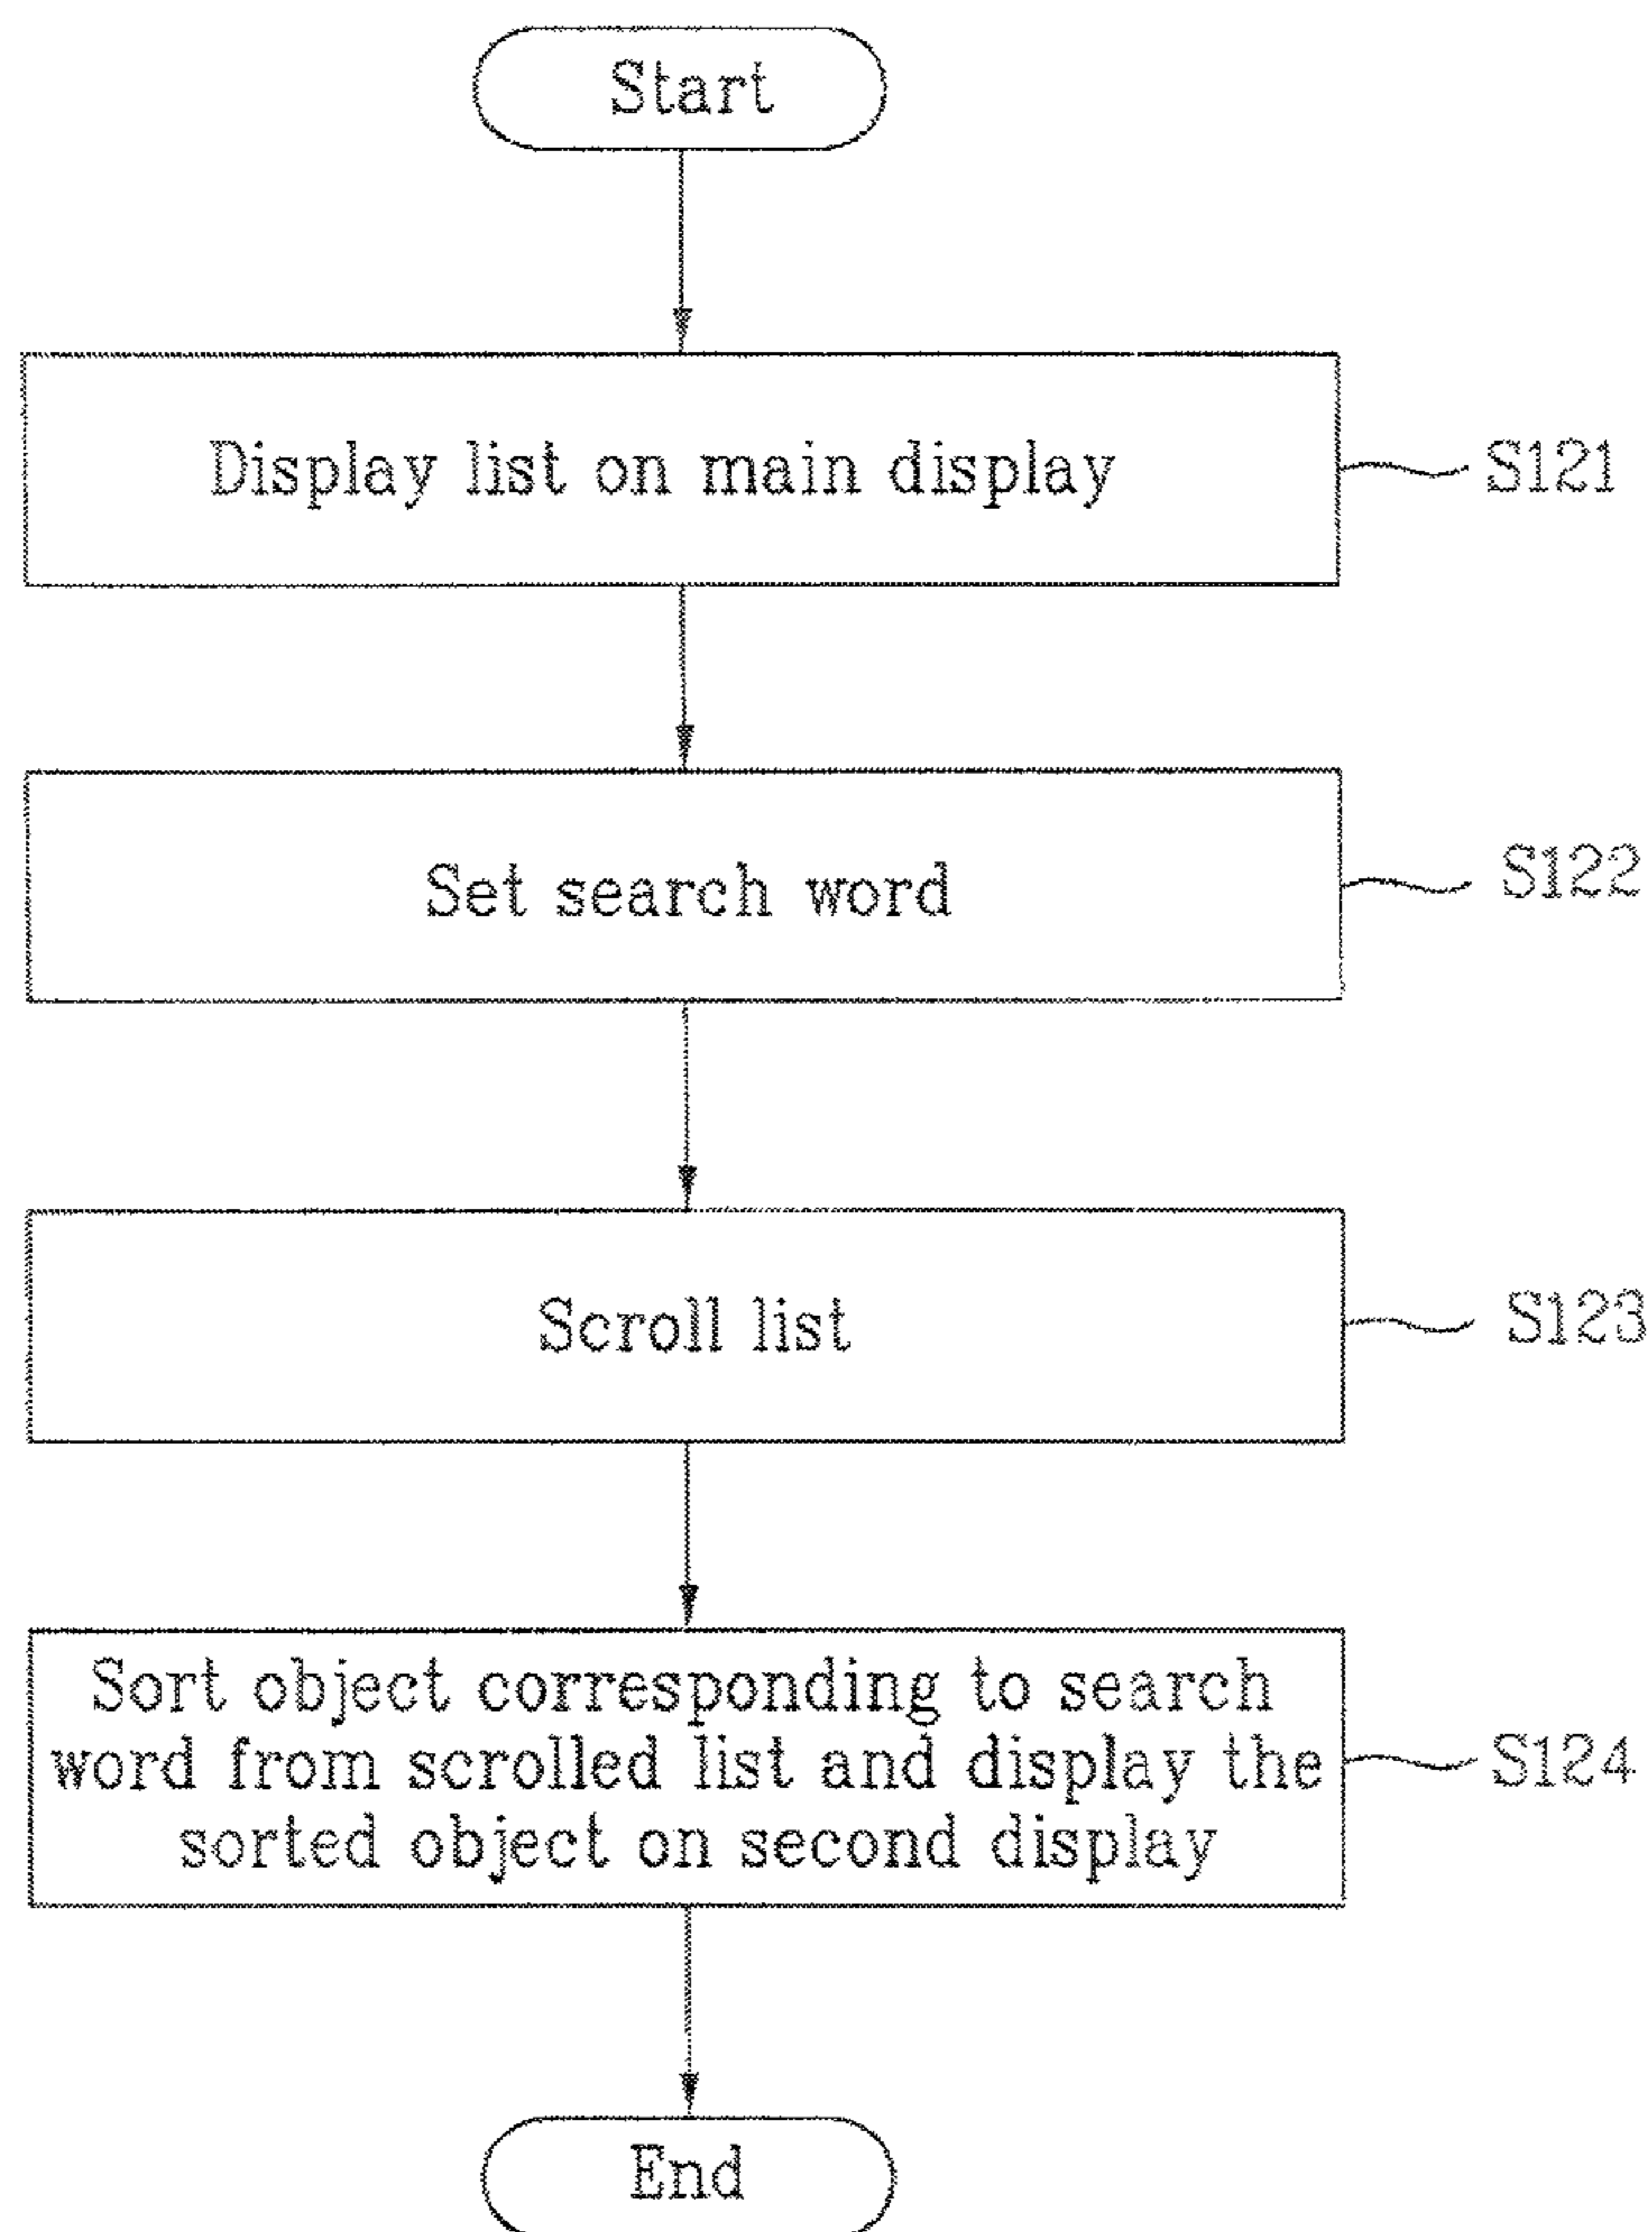 Start
Display list on main display
S121
Set search word
S122
Scroll list
S123
Sort object corresponding to search
word from scrolled list and display the
sorted object on second display
S124
End